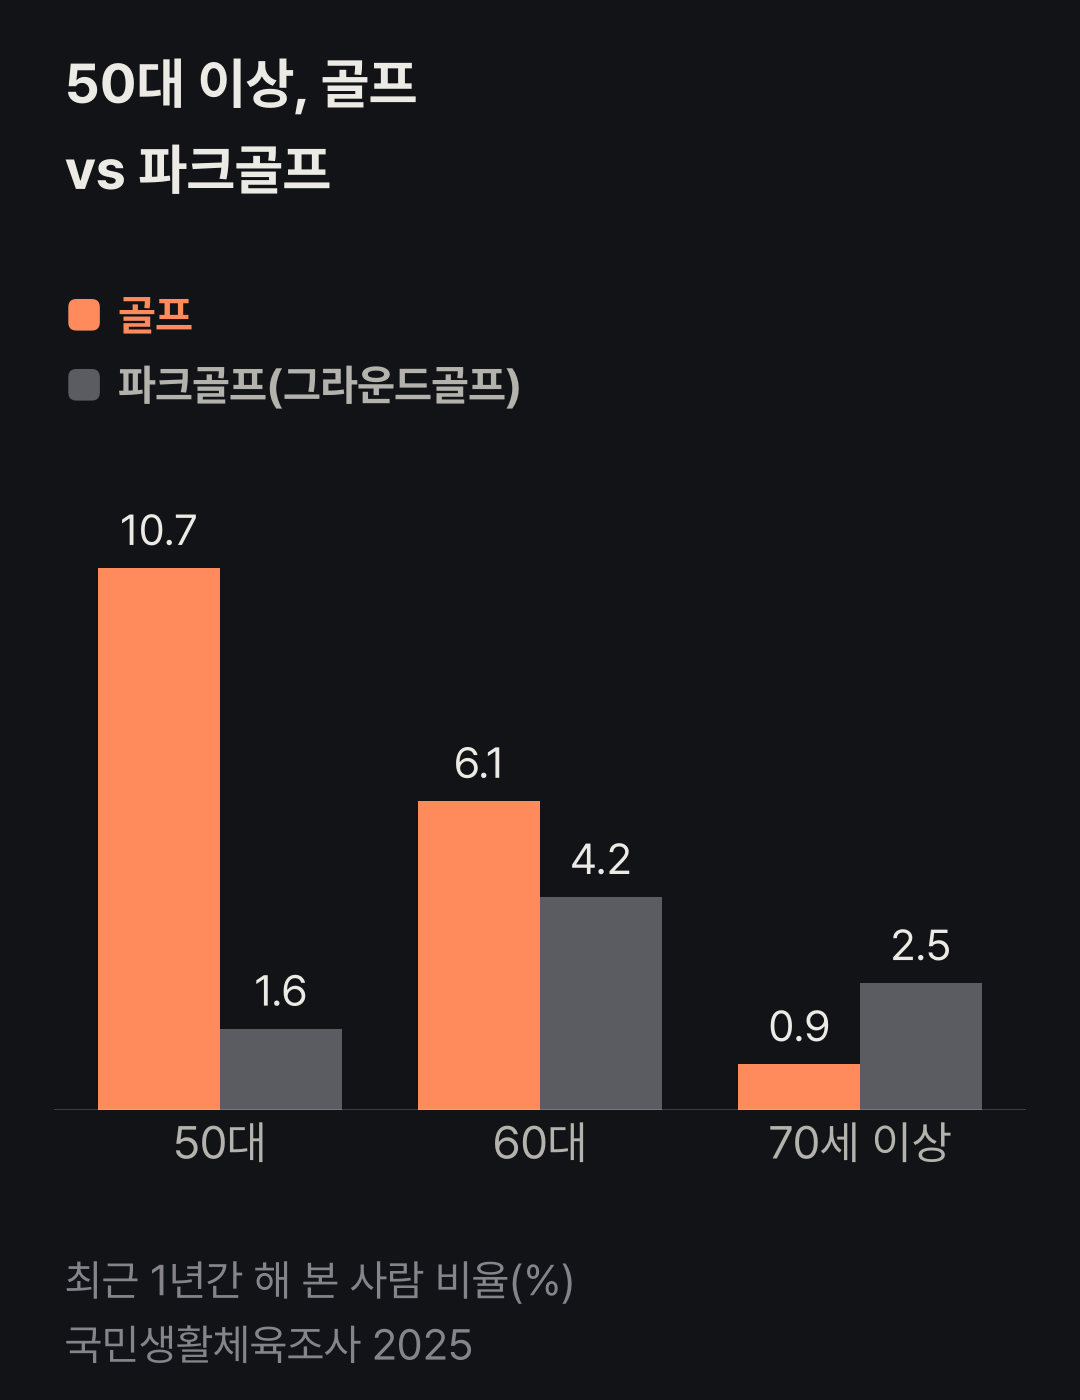 50대 이상, 골프
vs 파크골프
골프
파크골프(그라운드골프)
10.7
1.6
6.1
4.2
0.9
2.5
50대
60대
70세 이상
최근 1년간 해 본 사람 비율(%)
국민생활체육조사 2025